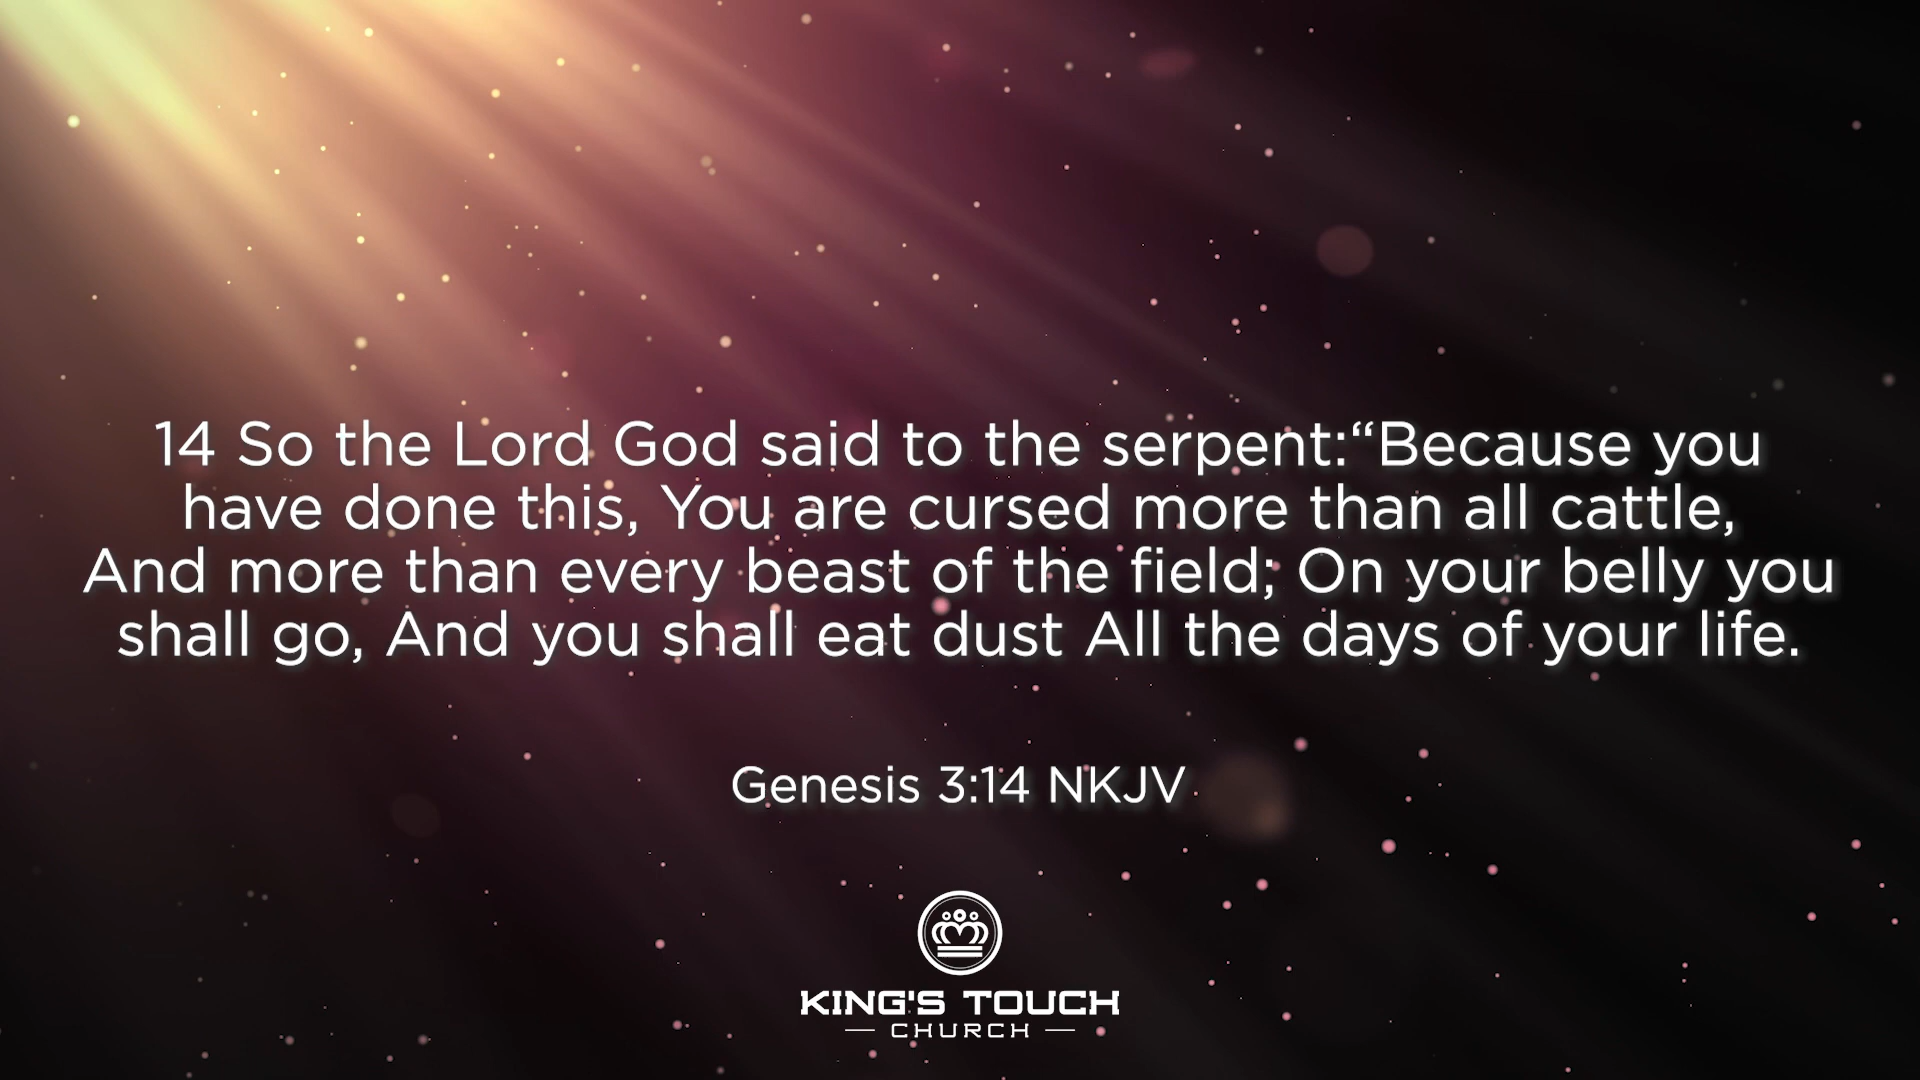 14 So the Lord God said to the serpent:“Because you
have done this, You are cursed more than all cattle,
And more than every beast of the field; On your belly you
shall go, And you shall eat dust All the days of your life.
Genesis 3:14 NKJV
KING'S TOUCH
CHURCH